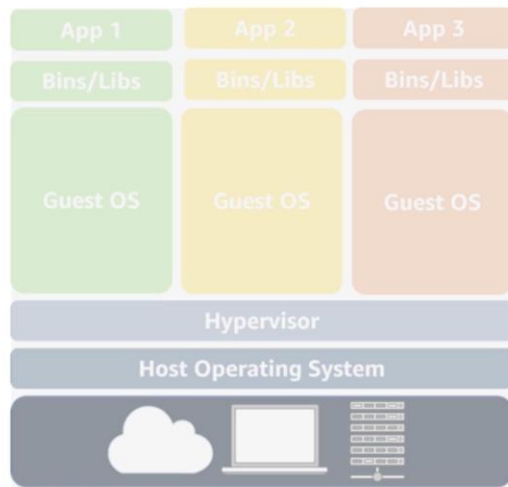 App 1 App 2 App 3
Bins/Libs Bins/Libs Bins/Libs
Guest OS Guest OS Guest OS
Hypervisor
Host Operating System